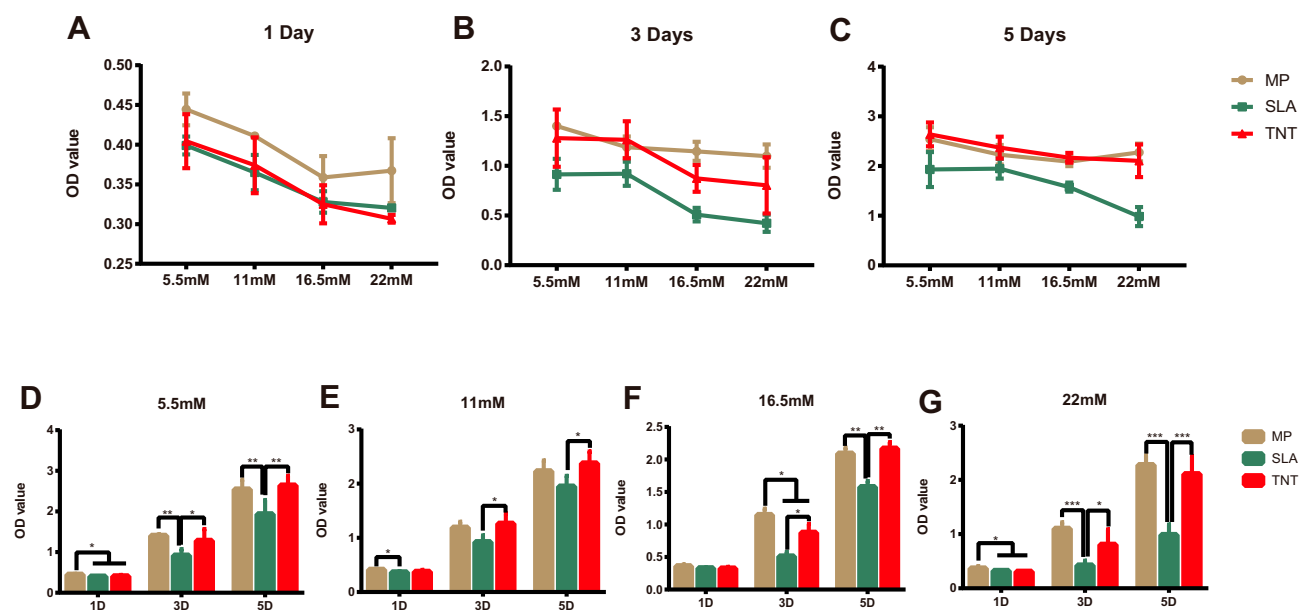 A
1 Day
B
3 Days
C
5 Days
OD value
0.50
0.45
0.40
0.35
0.30
0.25
5.5mM
11mM
16.5mM
22mM
OD value
2.0
1.5
1.0
0.5
0.0
5.5mM
11mM
16.5mM
22mM
OD value
4
3
2
1
0
5.5mM
11mM
16.5mM
22mM
MP
SLA
TNT
D
5.5mM
E
11mM
F
16.5mM
G
22mM
OD value
4
3
2
1
0
*
** *
** **
1D
3D
5D
OD value
3
2
1
0
*
*
*
1D
3D
5D
OD value
2.5
2.0
1.5
1.0
0.5
0.0
*
*
** **
1D
3D
5D
OD value
3
2
1
0
*
*** *
*** ***
1D
3D
5D
MP
SLA
TNT